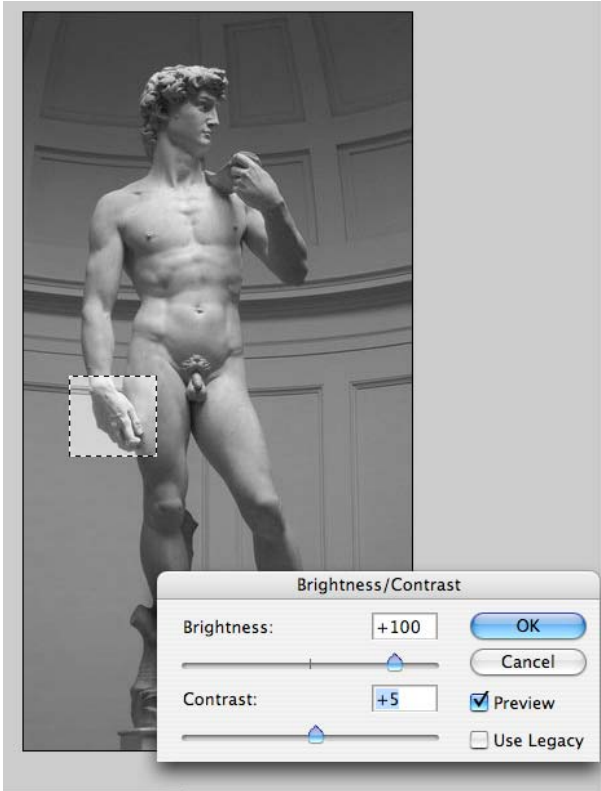 Brightness/Contrast
Brightness: +100 OK
Cancel
Contrast: +5 Preview
Use Legacy